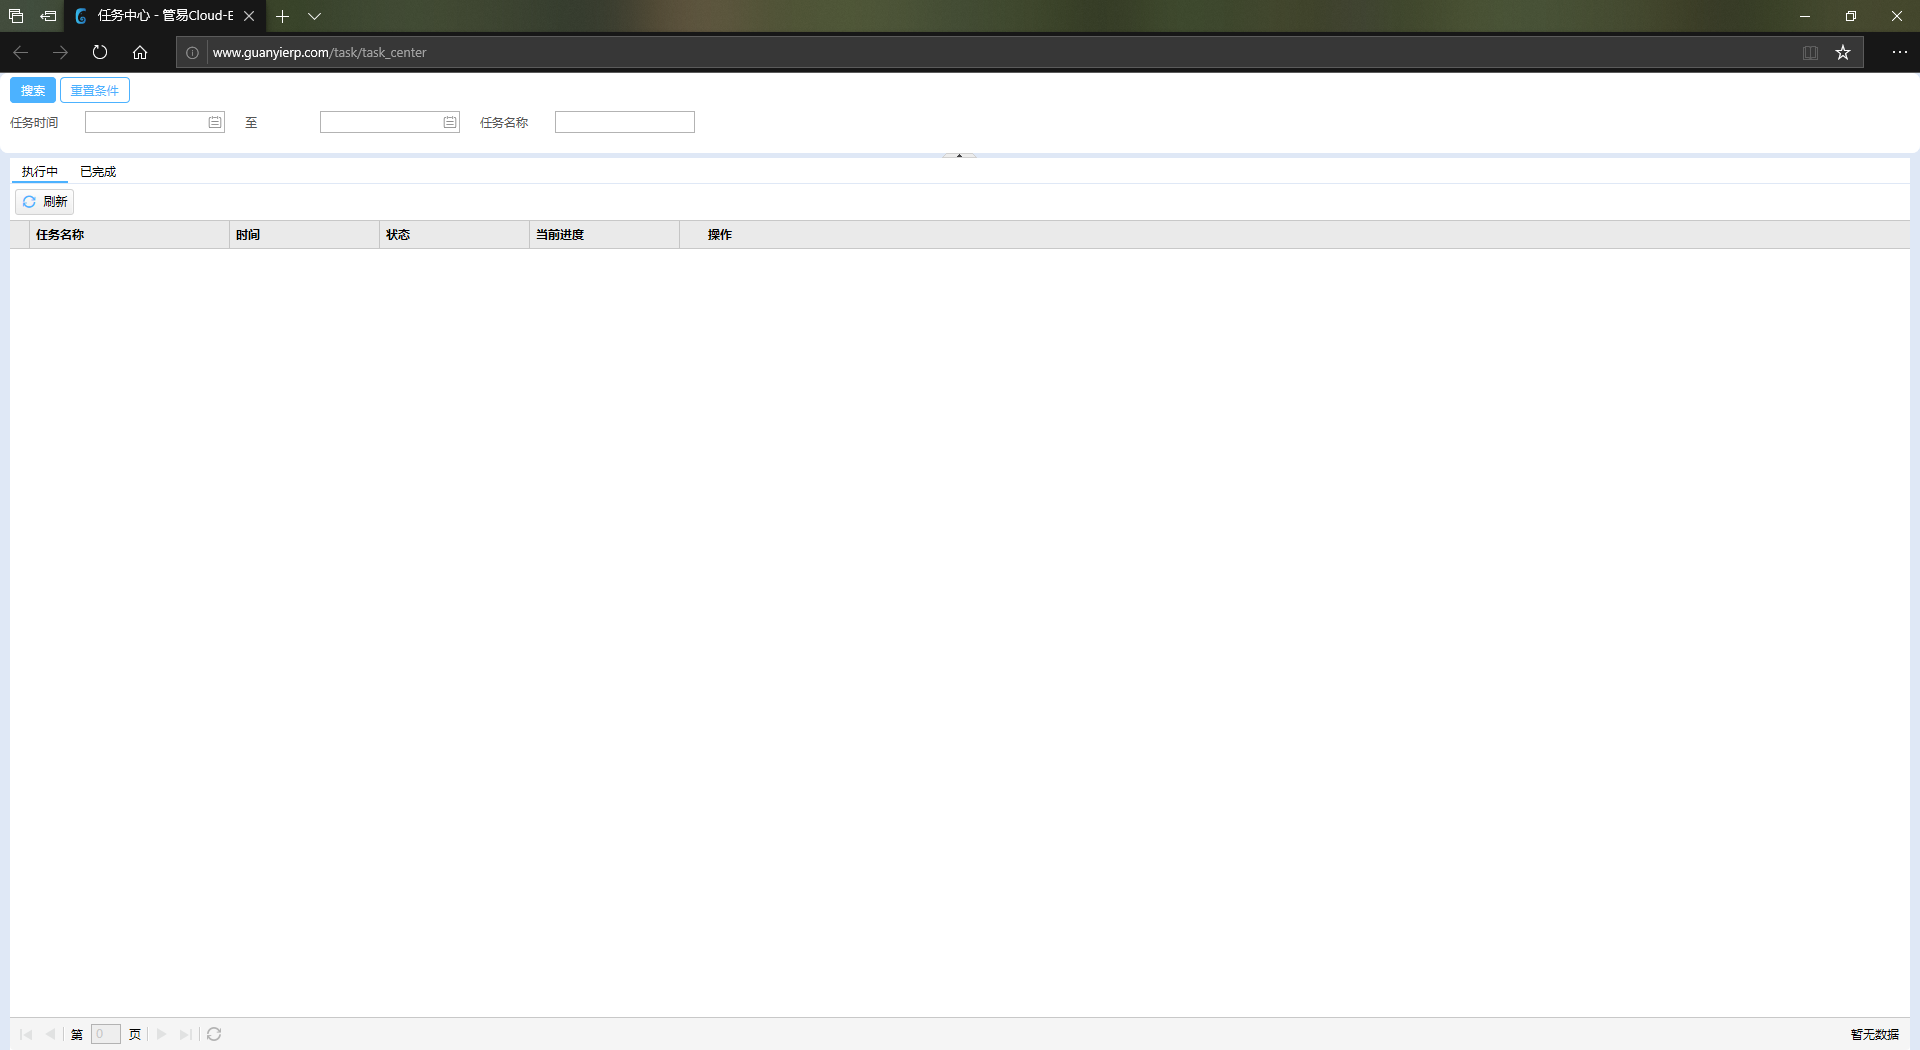 任务中心 - 管易Cloud-E
www.guanyierp.com/task/task_center
搜索 重置条件
任务时间 至 任务名称
执行中 已完成
刷新
任务名称 时间 状态 当前进度 操作
第 0 页 暂无数据